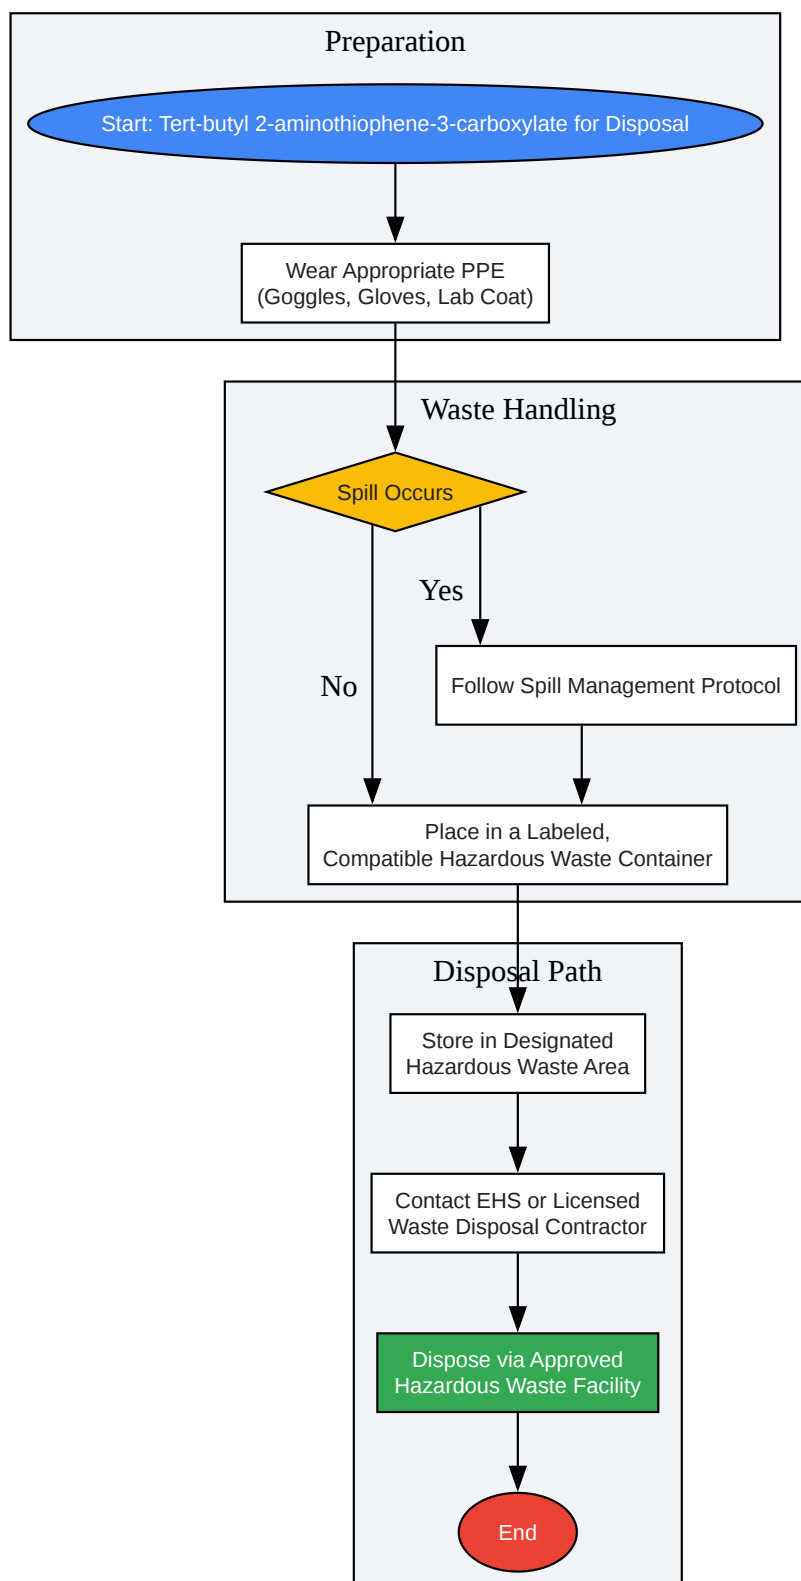 Preparation
Start: Tert-butyl 2-aminothiophene-3-carboxylate for Disposal
Wear Appropriate PPE
(Goggles, Gloves, Lab Coat)
Waste Handling
Spill Occurs
Yes
No
Follow Spill Management Protocol
Place in a Labeled,
Compatible Hazardous Waste Container
Disposal Path
Store in Designated
Hazardous Waste Area
Contact EHS or Licensed
Waste Disposal Contractor
Dispose via Approved
Hazardous Waste Facility
End